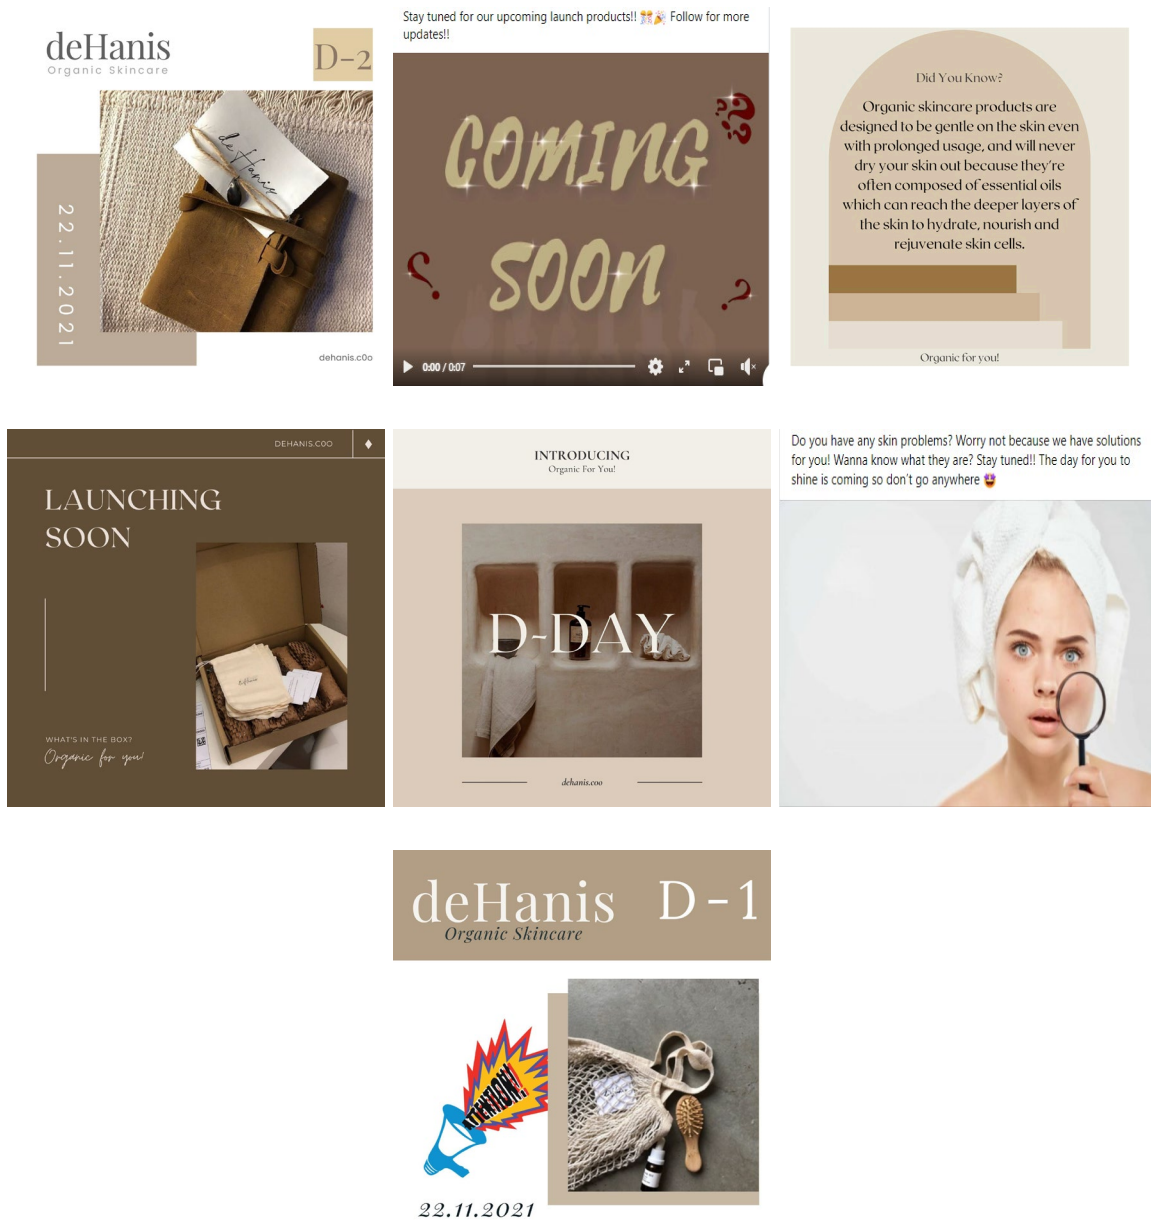 deHanis
Organic Skincare
D-2
de Hanis
22.11.2021
dehanis.c0o
Stay tuned for our upcoming launch products!! 🎊🎉 Follow for more
updates!!
COMING
SOON
???
?
?
0:00 / 0:07
Did You Know?
Organic skincare products are
designed to be gentle on the skin even
with prolonged usage, and will never
dry your skin out because they're
often composed of essential oils
which can reach the deeper layers of
the skin to hydrate, nourish and
rejuvenate skin cells.
Organic for you!
DEHANIS.COO
LAUNCHING
SOON
WHAT'S IN THE BOX?
Organic for you!
INTRODUCING
Organic For You!
D-DAY
dehanis.coo
Do you have any skin problems? Worry not because we have solutions
for you! Wanna know what they are? Stay tuned!! The day for you to
shine is coming so don't go anywhere 🤩
deHanis
Organic Skincare
D-1
ATTENTION!
22.11.2021